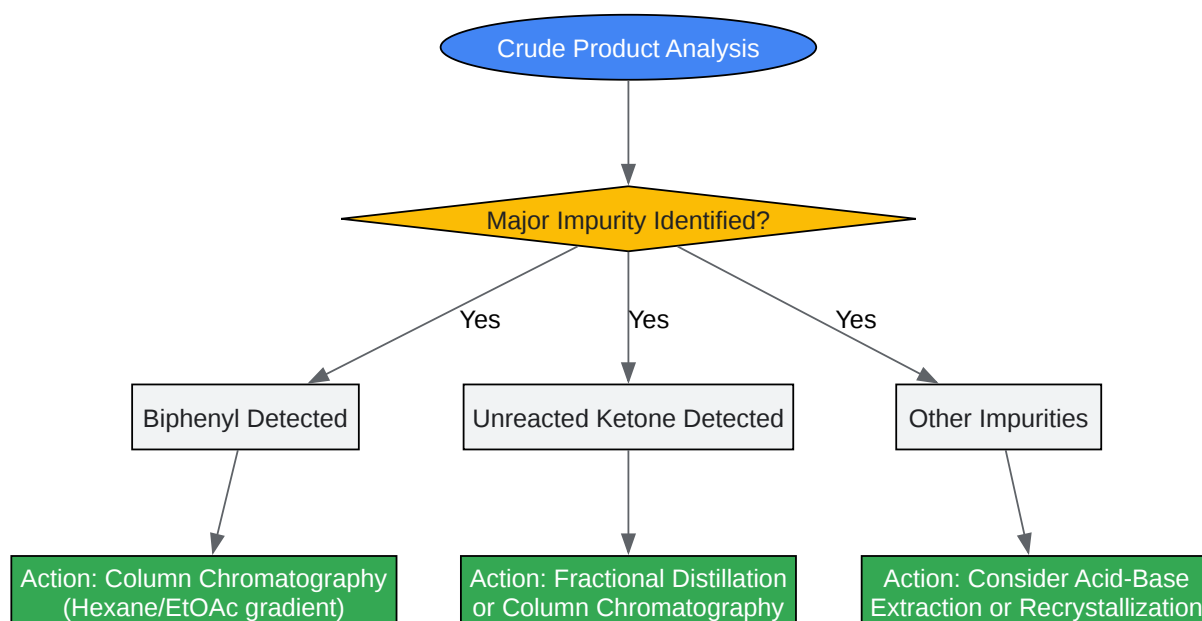 Crude Product Analysis
Major Impurity Identified?
Yes
Yes
Yes
Biphenyl Detected
Unreacted Ketone Detected
Other Impurities
Action: Column Chromatography
(Hexane/EtOAc gradient)
Action: Fractional Distillation
or Column Chromatography
Action: Consider Acid-Base
Extraction or Recrystallization